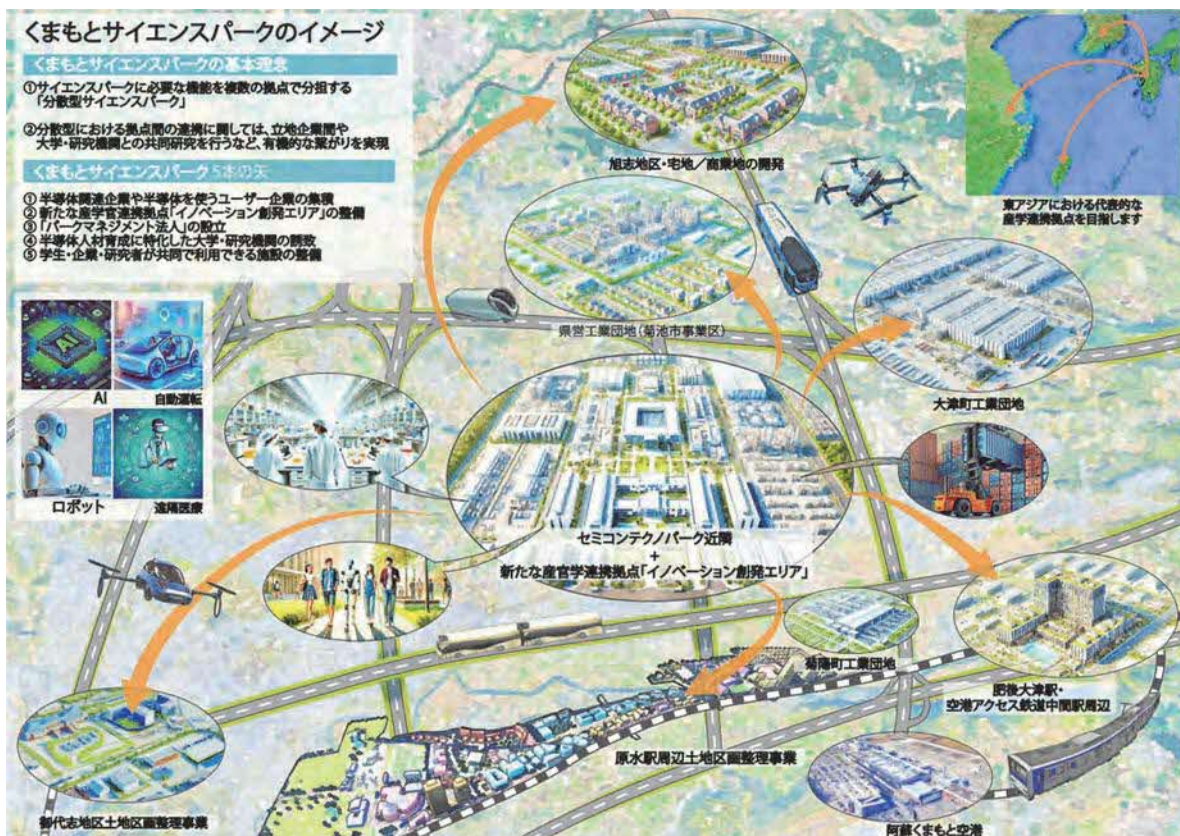 くまもとサイエンスパークのイメージ
くまもとサイエンスパークの基本理念
①サイエンスパークに必要な機能を複数の拠点で分担する
「分散型サイエンスパーク」
②分散型における拠点間の連携に関しては、立地企業間や
大学・研究機関との共同研究を行うなど、有機的な繋がりを実現
くまもとサイエンスパーク 5本の矢
① 半導体関連企業や半導体を使うユーザー企業の集積
② 新たな産学官連携拠点「イノベーション創発エリア」の整備
③ 「パークマネジメント法人」の設立
④ 半導体人材育成に特化した大学・研究機関の誘致
⑤ 学生・企業・研究者が共同で利用できる施設の整備
東アジアにおける代表的な
産学連携拠点を目指します
旭志地区・宅地／商業地の開発
県営工業団地(菊池市事業区)
大津町工業団地
AI
自動運転
ロボット
遠隔医療
セミコンテクノパーク近隣
+
新たな産官学連携拠点「イノベーション創発エリア」
菊陽町工業団地
肥後大津駅・
空港アクセス鉄道中間駅周辺
原水駅周辺土地区画整理事業
御代志地区土地区画整理事業
阿蘇くまもと空港